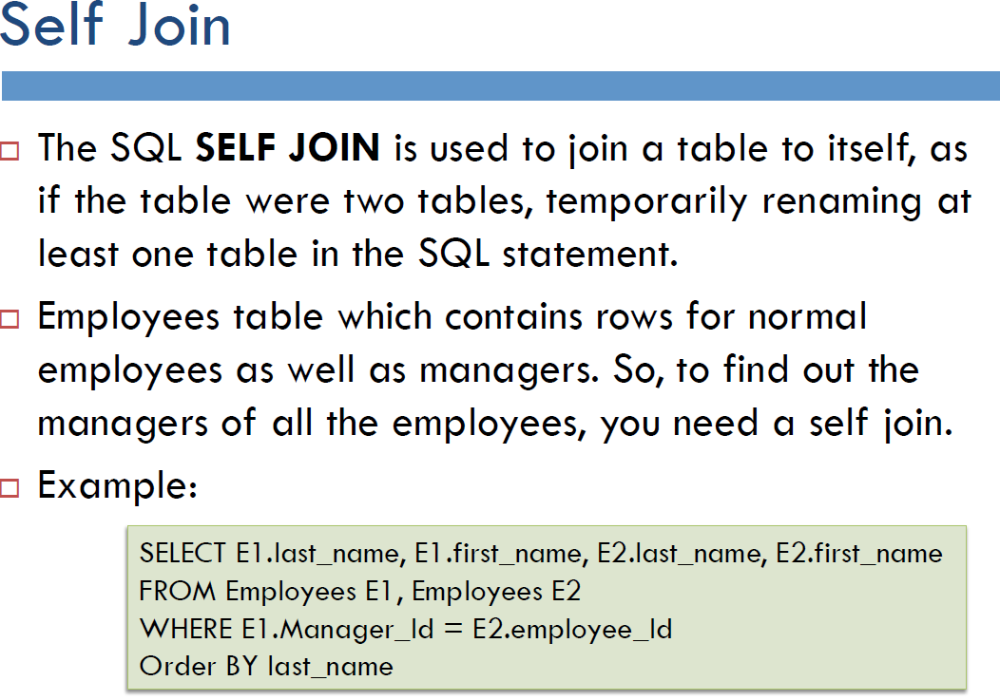 Self Join
The SQL SELF JOIN is used to join a table to itself, as
if the table were two tables, temporarily renaming at
least one table in the SQL statement.
Employees table which contains rows for normal
employees as well as managers. So, to find out the
managers of all the employees, you need a self join.
Example:
SELECT E1.last_name, E1.first_name, E2.last_name, E2.first_name
FROM Employees E1, Employees E2
WHERE E1.Manager_Id = E2.employee_Id
Order BY last_name